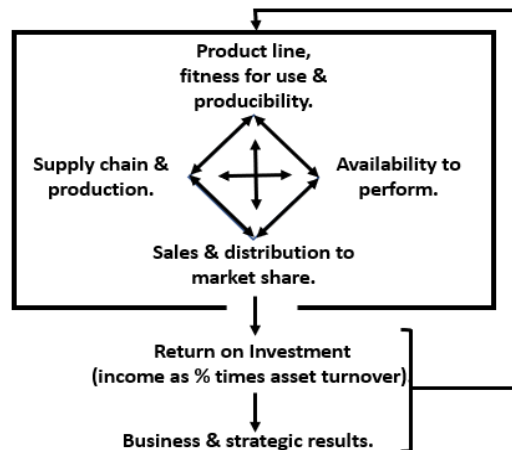 Product line,
fitness for use &
producibility.
Supply chain &
production.
Availability to
perform.
Sales & distribution to
market share.
Return on Investment
(income as % times asset turnover).
Business & strategic results.